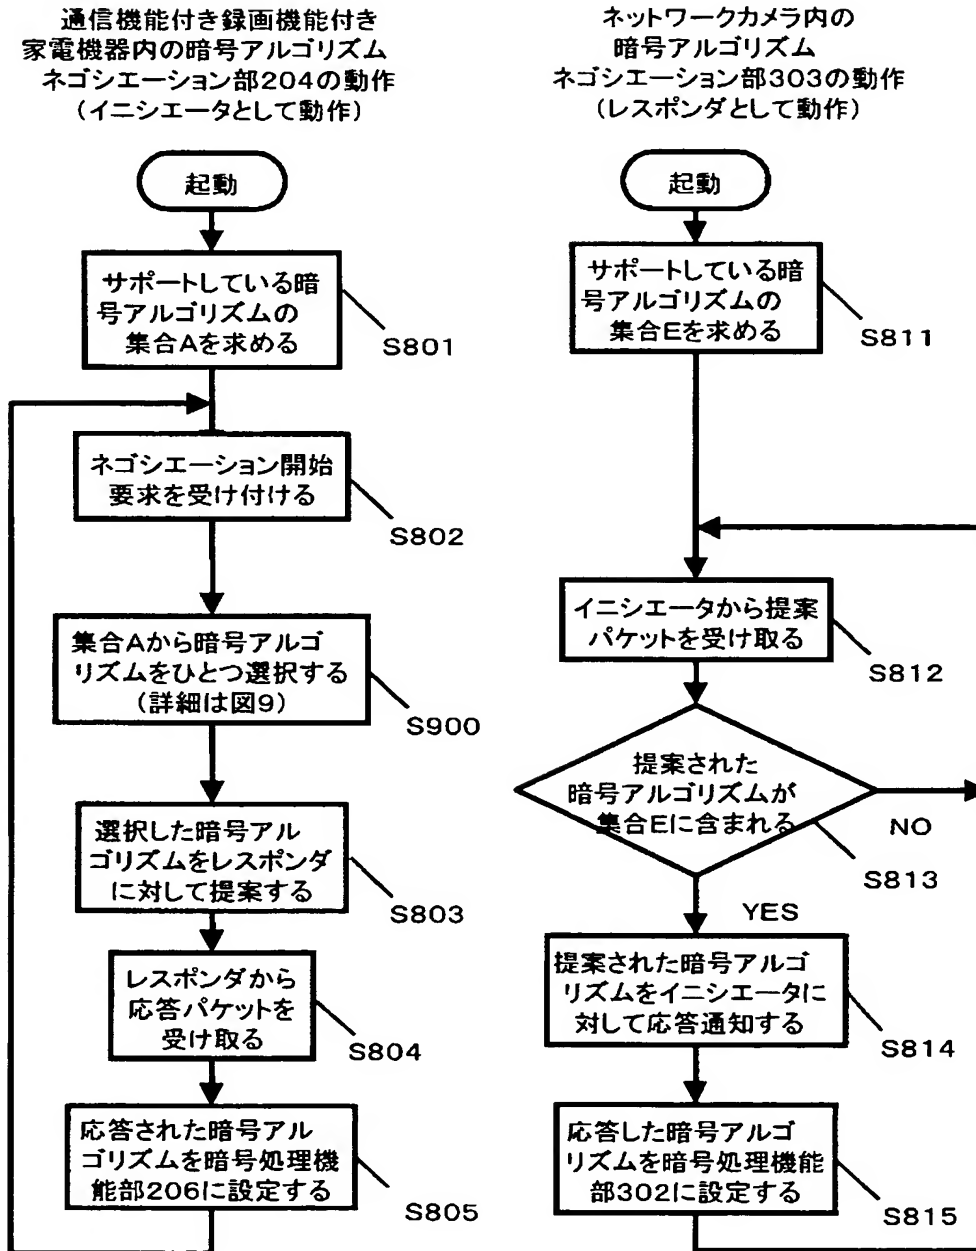 通信機能付き録画機能付き
家電機器内の暗号アルゴリズム
ネゴシエーション部204の動作
(イニシエータとして動作)
起動
サポートしている暗
号アルゴリズムの
集合Aを求める
S801
ネゴシエーション開始
要求を受け付ける
S802
集合Aから暗号アルゴ
リズムをひとつ選択する
(詳細は図9)
S900
選択した暗号アル
ゴリズムをレスポンダ
に対して提案する
S803
レスポンダから
応答パケットを
受け取る
S804
応答された暗号アル
ゴリズムを暗号処理機
能部206に設定する
S805
ネットワークカメラ内の
暗号アルゴリズム
ネゴシエーション部303の動作
(レスポンダとして動作)
起動
サポートしている暗
号アルゴリズムの
集合Eを求める
S811
イニシエータから提案
パケットを受け取る
S812
提案された
暗号アルゴリズムが
集合Eに含まれる
NO
S813
YES
提案された暗号アルゴ
リズムをイニシエータに
対して応答通知する
S814
応答した暗号アルゴ
リズムを暗号処理機能
部302に設定する
S815